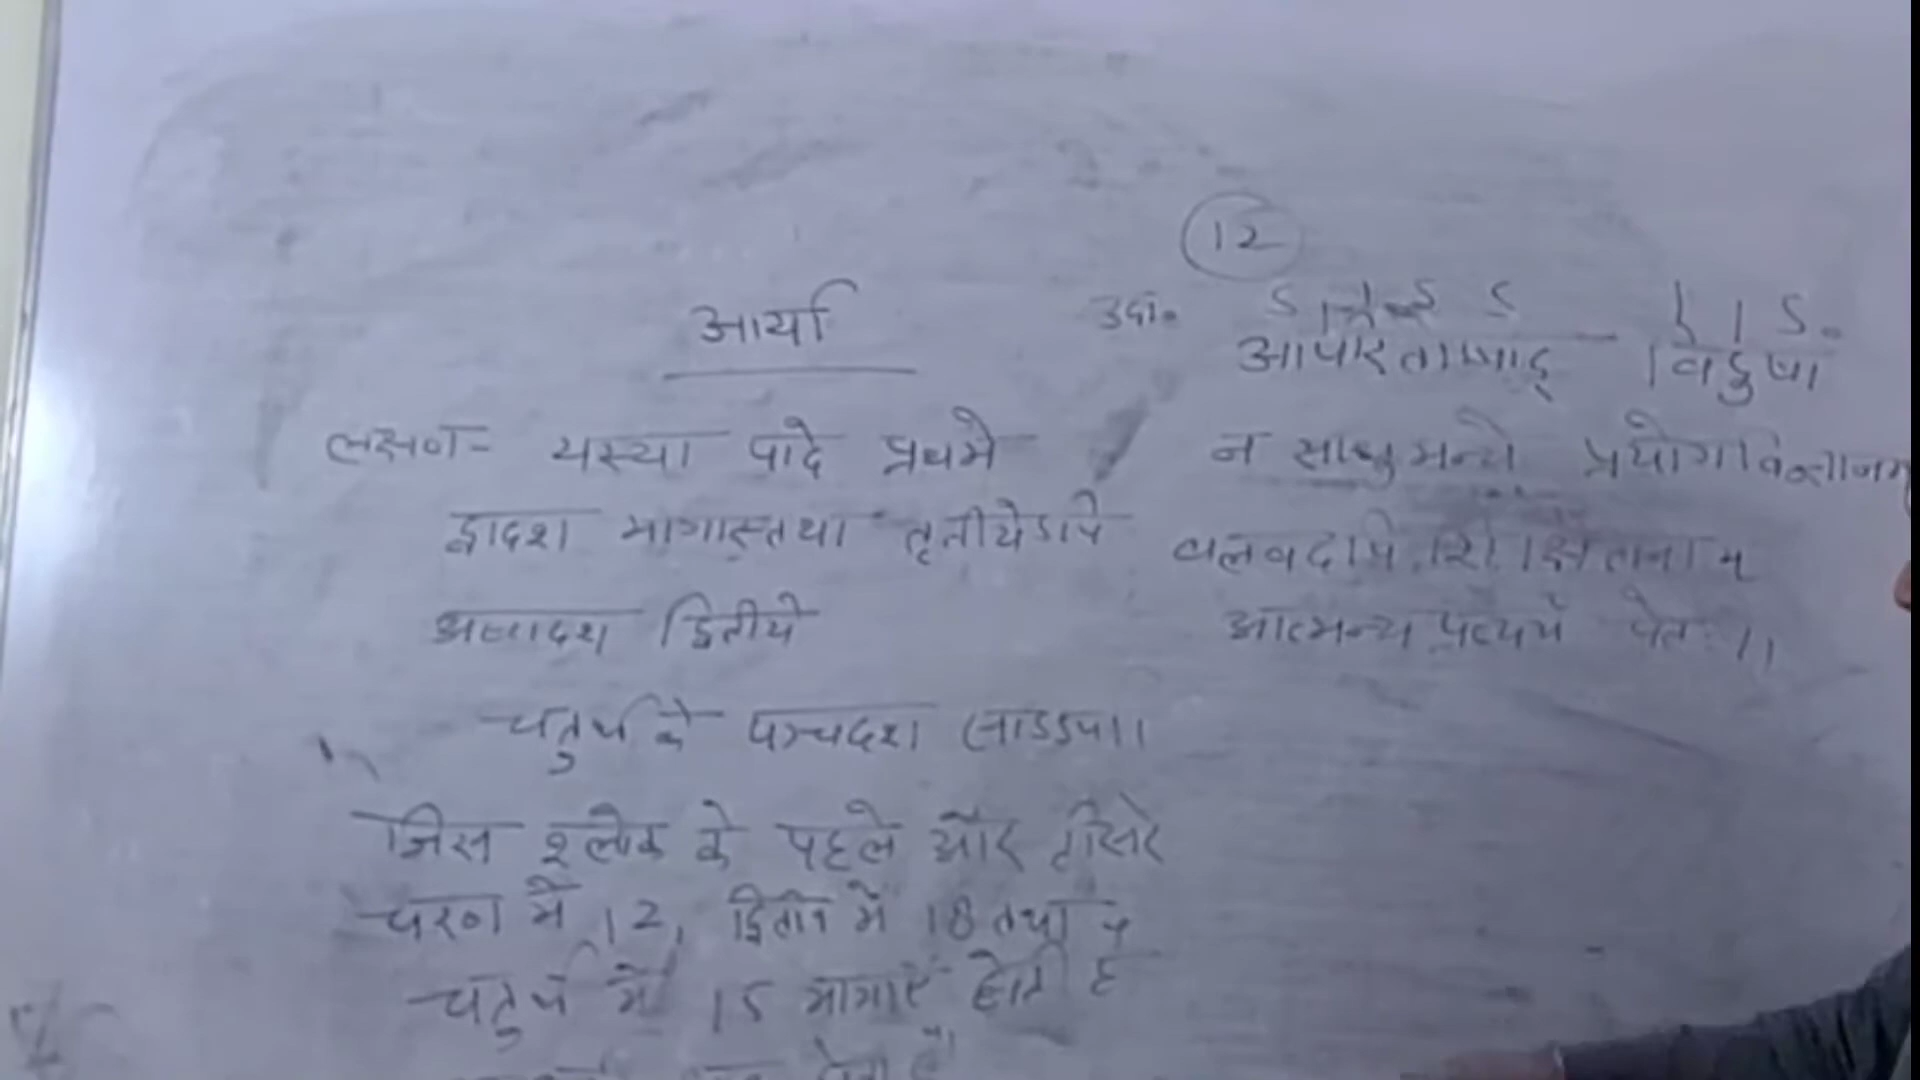 आर्या
लक्षण- यस्या पादे प्रथमे
द्वादश मात्रास्तथा तृतीयेऽपि
अष्टादश द्वितीये
चतुर्थके पञ्चदश साऽऽर्या।।
जिस श्लोक के पहले और तीसरे
चरण में 12, द्वितीय में 18 तथा
चतुर्थ में 15 मात्राएँ होती है
12
उदा॰ आपरितोषाद् विदुषां
न साधु मन्ये प्रयोगविज्ञानम्
बलवदपि शिक्षितानाम्
आत्मन्यप्रत्ययं चेतः।।